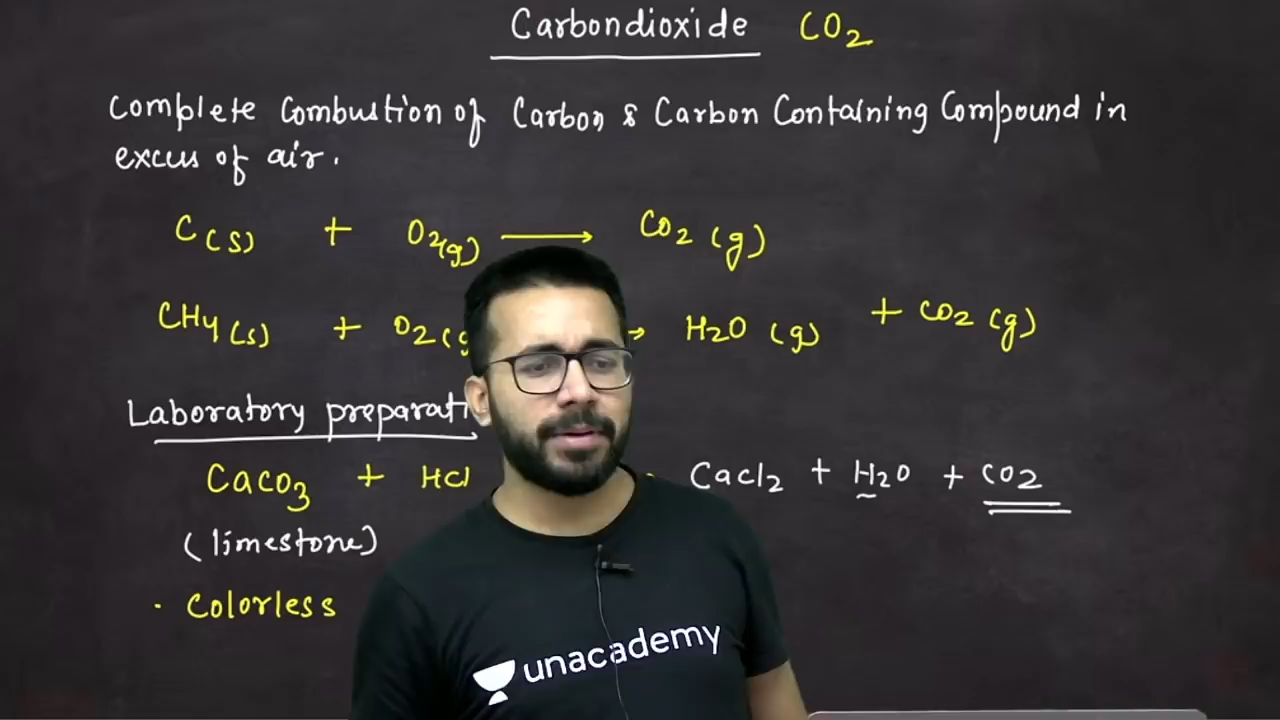 Carbondioxide CO2
Complete Combustion of Carbon & Carbon Containing Compound in
excess of air.
C(s) + O2(g) → CO2 (g)
CH4(s) + O2(g → H2O (g) + CO2 (g)
Laboratory preparati
CaCO3 + HCl CaCl2 + H2O + CO2
(limestone)
· Colorless
unacademy